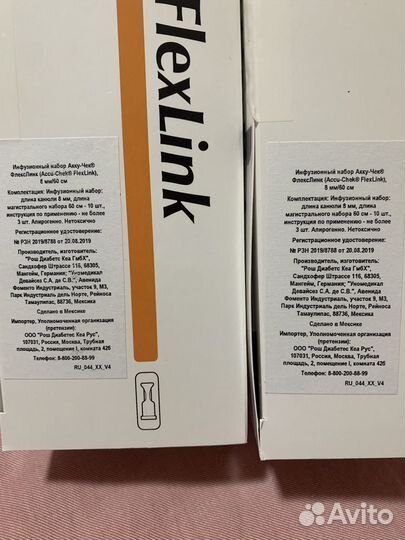 FlexLink
Инфузионный набор Акку-Чек®
ФлексЛинк (Accu-Chek® FlexLink),
8 мм/60 см
Комплектация: Инфузионный набор:
длина канюли 8 мм, длина
магистрального набора 60 см - 10 шт.,
инструкция по применению - не более
3 шт. Апирогенно. Нетоксично
Регистрационное удостоверение:
№ РЗН 2019/8788 от 20.08.2019
Производитель, изготовитель:
"Рош Диабетс Кеа ГмбХ",
Сандхофер Штрассе 116, 68305,
Мангейм, Германия; "Уномедикал
Девайсез С.А. де С.В.", Авенида
Фоменто Индустриаль, участок 9, М3,
Парк Индустриаль дель Норте, Рейноса
Тамаулипас, 88736, Мексика
Сделано в Мексике
Импортер, Уполномоченная организация
(претензии):
ООО "Рош Диабетес Кеа Рус",
107031, Россия, Москва, Трубная
площадь, 2, помещение I, комната 42б
Телефон: 8-800-200-88-99
RU_044_XX_V4
Инфузионный набор Акку-Чек®
ФлексЛинк (Accu-Chek® FlexLink),
8 мм/60 см
Комплектация: Инфузионный набор:
длина канюли 8 мм, длина
магистрального набора 60 см - 10 шт.,
инструкция по применению - не более
3 шт. Апирогенно. Нетоксично
Регистрационное удостоверение:
№ РЗН 2019/8788 от 20.08.2019
Производитель, изготовитель:
"Рош Диабетс Кеа ГмбХ",
Сандхофер Штрассе 116, 68305,
Мангейм, Германия; "Уномедикал
Девайсез С.А. де С.В.", Авенида
Фоменто Индустриаль, участок 9, М3,
Парк Индустриаль дель Норте, Рейноса
Тамаулипас, 88736, Мексика
Сделано в Мексике
Импортер, Уполномоченная организация
(претензии):
ООО "Рош Диабетес Кеа Рус",
107031, Россия, Москва, Трубная
площадь, 2, помещение I, комната 42б
Телефон: 8-800-200-88-99
RU_044_XX_V4
Avito